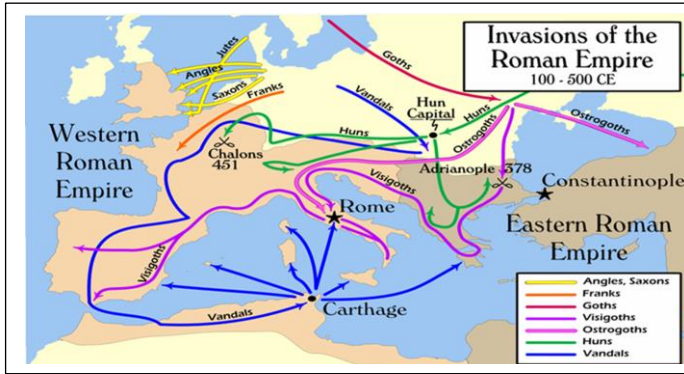 Invasions of the
Roman Empire
100 - 500 CE
Jutes
Angles
Saxons
Franks
Goths
Vandals
Hun
Capital
Huns
Huns
Ostrogoths
Ostrogoths
Western
Roman
Empire
Chalons
451
Adrianople 378
Constantinople
Visigoths
Rome
Eastern Roman
Empire
Visigoths
Vandals
Carthage
Angles, Saxons
Franks
Goths
Visigoths
Ostrogoths
Huns
Vandals